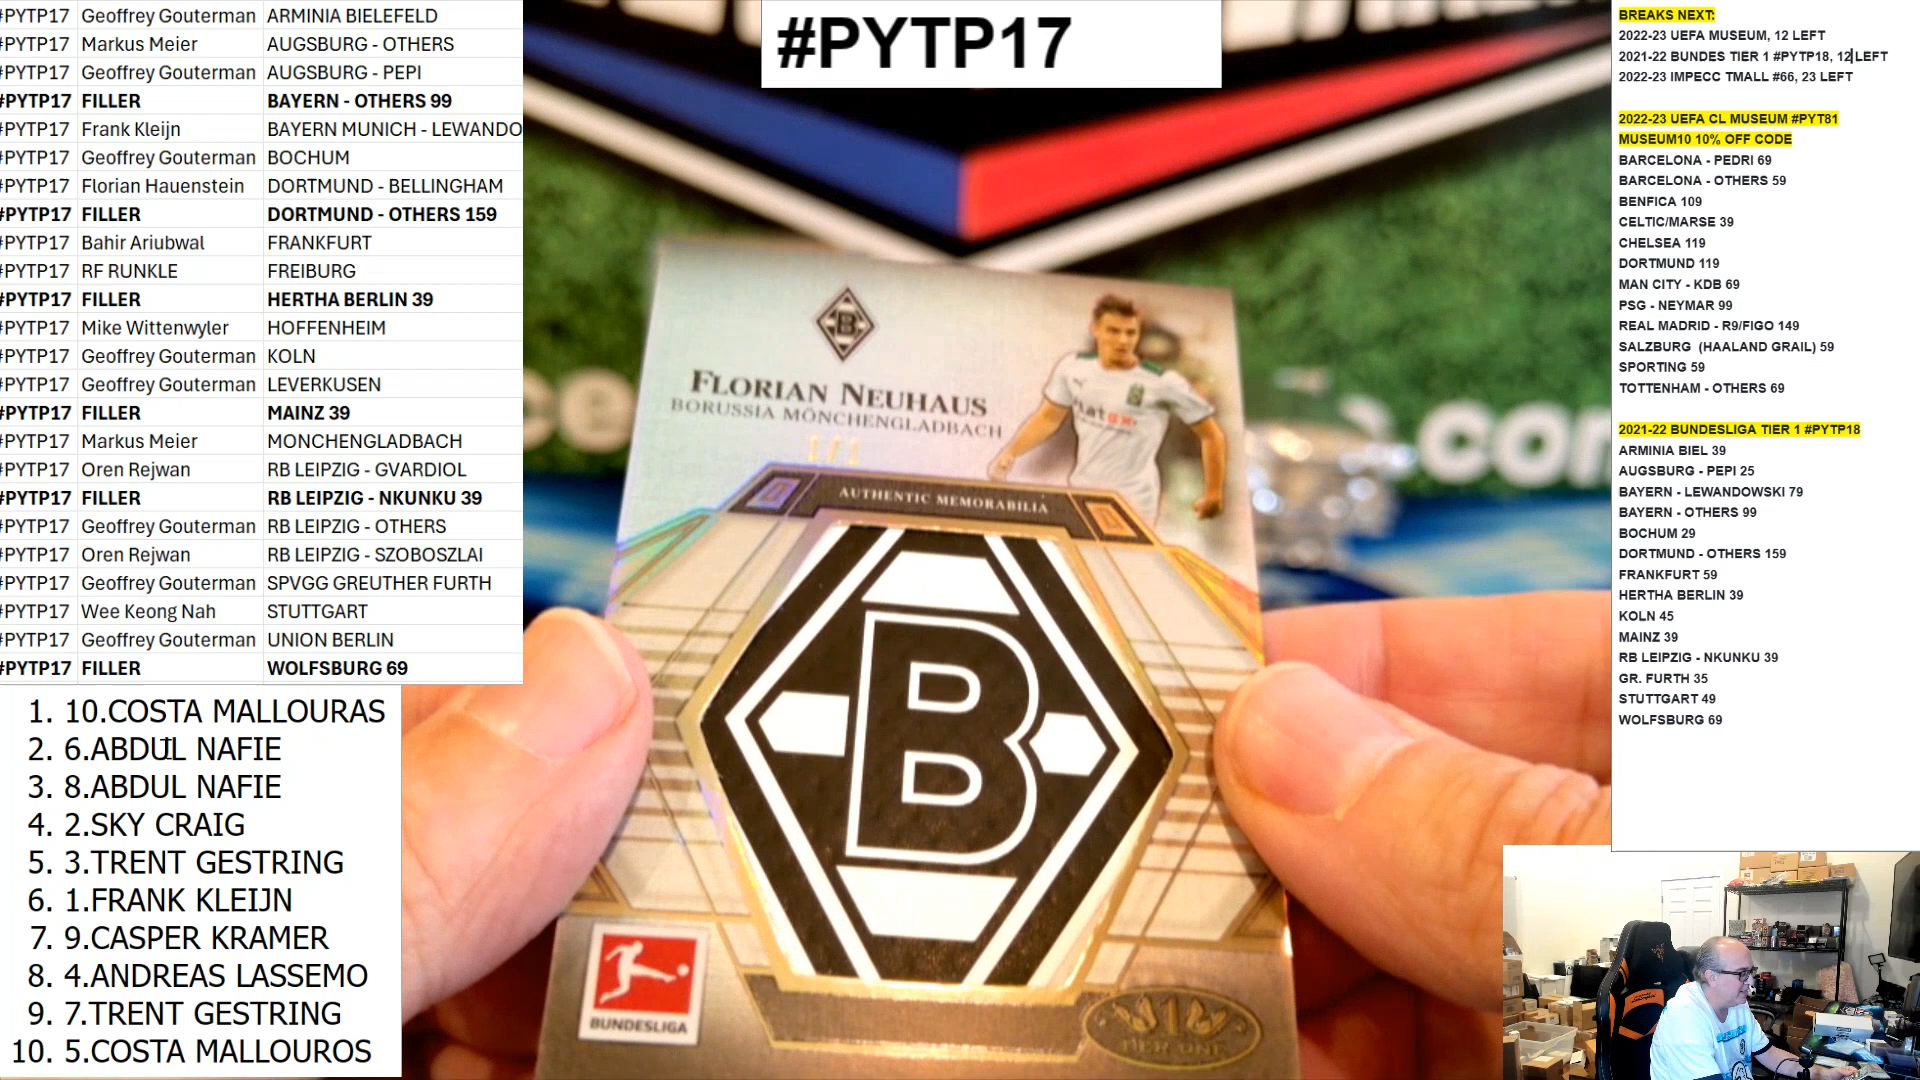 #PYTP17 Geoffrey Gouterman ARMINIA BIELEFELD
#PYTP17 Markus Meier AUGSBURG - OTHERS
#PYTP17 Geoffrey Gouterman AUGSBURG - PEPI
#PYTP17 FILLER BAYERN - OTHERS 99
#PYTP17 Frank Kleijn BAYERN MUNICH - LEWANDO
#PYTP17 Geoffrey Gouterman BOCHUM
#PYTP17 Florian Hauenstein DORTMUND - BELLINGHAM
#PYTP17 FILLER DORTMUND - OTHERS 159
#PYTP17 Bahir Ariubwal FRANKFURT
#PYTP17 RF RUNKLE FREIBURG
#PYTP17 FILLER HERTHA BERLIN 39
#PYTP17 Mike Wittenwyler HOFFENHEIM
#PYTP17 Geoffrey Gouterman KOLN
#PYTP17 Geoffrey Gouterman LEVERKUSEN
#PYTP17 FILLER MAINZ 39
#PYTP17 Markus Meier MONCHENGLADBACH
#PYTP17 Oren Rejwan RB LEIPZIG - GVARDIOL
#PYTP17 FILLER RB LEIPZIG - NKUNKU 39
#PYTP17 Geoffrey Gouterman RB LEIPZIG - OTHERS
#PYTP17 Oren Rejwan RB LEIPZIG - SZOBOSZLAI
#PYTP17 Geoffrey Gouterman SPVGG GREUTHER FURTH
#PYTP17 Wee Keong Nah STUTTGART
#PYTP17 Geoffrey Gouterman UNION BERLIN
#PYTP17 FILLER WOLFSBURG 69
1. 10.COSTA MALLOURAS
2. 6.ABDUL NAFIE
3. 8.ABDUL NAFIE
4. 2.SKY CRAIG
5. 3.TRENT GESTRING
6. 1.FRANK KLEIJN
7. 9.CASPER KRAMER
8. 4.ANDREAS LASSEMO
9. 7.TRENT GESTRING
10. 5.COSTA MALLOUROS
#PYTP17
B
FLORIAN NEUHAUS
BORUSSIA MÖNCHENGLADBACH
1/1
flatex
AUTHENTIC MEMORABILIA
B
BUNDESLIGA
1
TIER ONE
ce
.con
BREAKS NEXT:
2022-23 UEFA MUSEUM, 12 LEFT
2021-22 BUNDES TIER 1 #PYTP18, 12 LEFT
2022-23 IMPECC TMALL #66, 23 LEFT
2022-23 UEFA CL MUSEUM #PYT81
MUSEUM10 10% OFF CODE
BARCELONA - PEDRI 69
BARCELONA - OTHERS 59
BENFICA 109
CELTIC/MARSE 39
CHELSEA 119
DORTMUND 119
MAN CITY - KDB 69
PSG - NEYMAR 99
REAL MADRID - R9/FIGO 149
SALZBURG (HAALAND GRAIL) 59
SPORTING 59
TOTTENHAM - OTHERS 69
2021-22 BUNDESLIGA TIER 1 #PYTP18
ARMINIA BIEL 39
AUGSBURG - PEPI 25
BAYERN - LEWANDOWSKI 79
BAYERN - OTHERS 99
BOCHUM 29
DORTMUND - OTHERS 159
FRANKFURT 59
HERTHA BERLIN 39
KOLN 45
MAINZ 39
RB LEIPZIG - NKUNKU 39
GR. FURTH 35
STUTTGART 49
WOLFSBURG 69